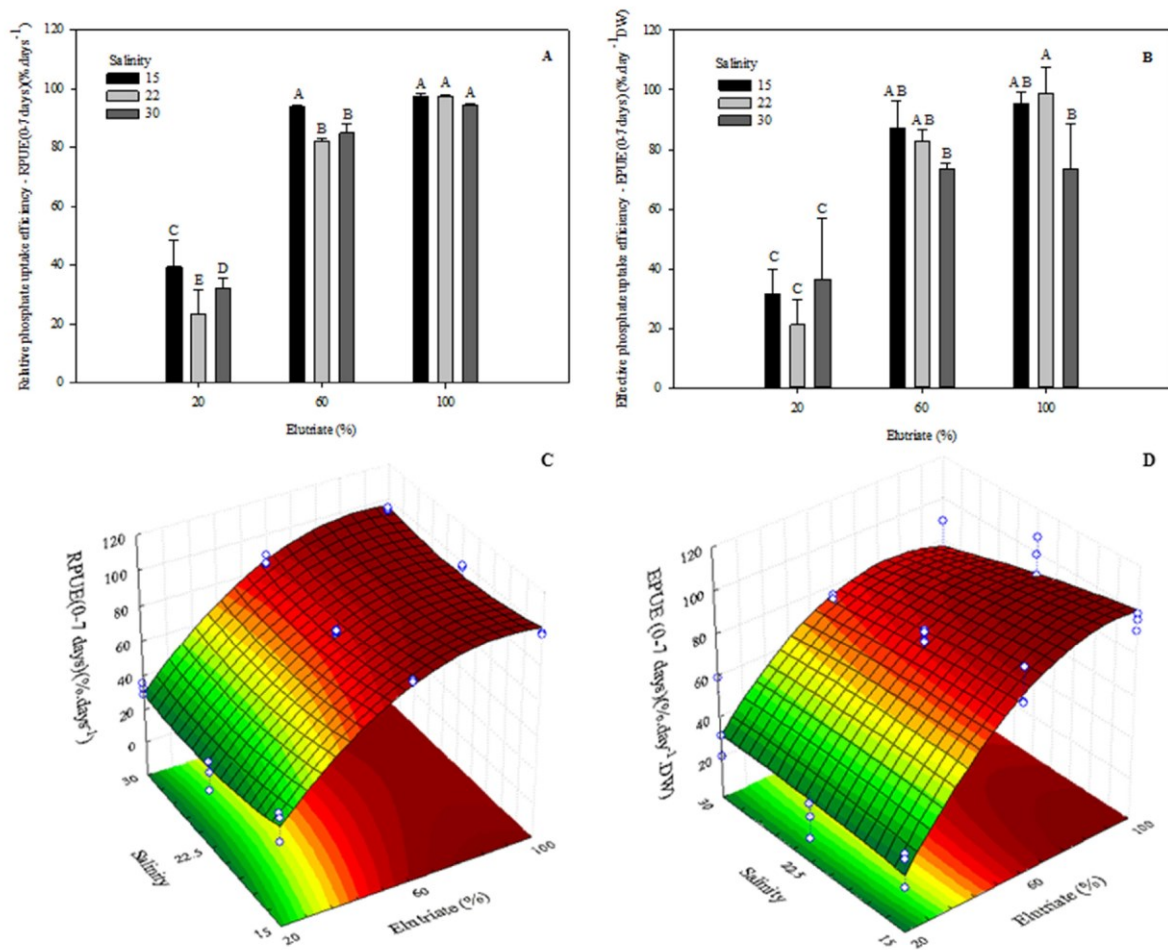 Relative phosphate uptake efficiency - RPUE(0-7 days)(%.days-1)
120
100
80
60
40
20
0
Salinity
15
22
30
A
C
E
D
A
B
B
A
A
A
20
60
100
Elutriate (%)
Effective phosphate uptake efficiency - EPUE (0-7 days) (%.day -1DW)
120
100
80
60
40
20
0
Salinity
15
22
30
B
C
C
C
A B
A B
B
A B
A
B
20
60
100
Elutriate (%)
C
RPUE(0-7 days)(%.days-1)
120
100
80
60
40
20
0
30
22.5
15
Salinity
20
60
100
Elutriate (%)
D
EPUE (0-7 days)(%.day-1.DW)
120
100
80
60
40
20
30
22.5
15
Salinity
20
60
100
Elutriate (%)